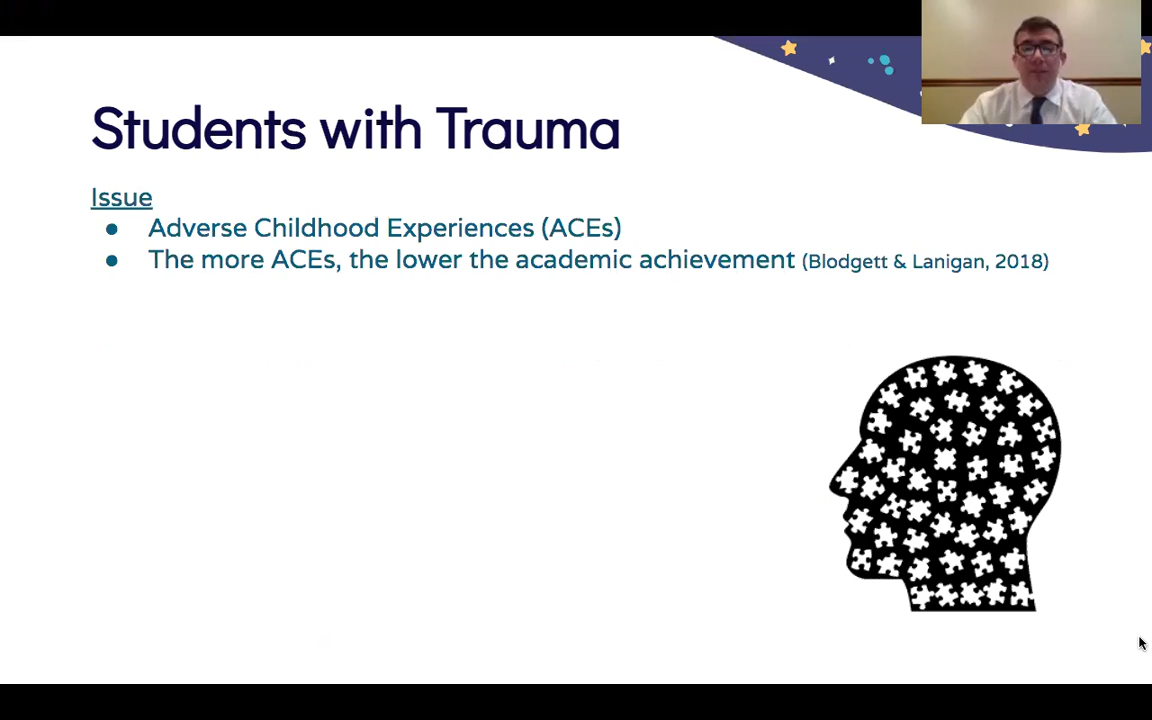 Students with Trauma
Issue
● Adverse Childhood Experiences (ACEs)
● The more ACEs, the lower the academic achievement (Blodgett & Lanigan, 2018)